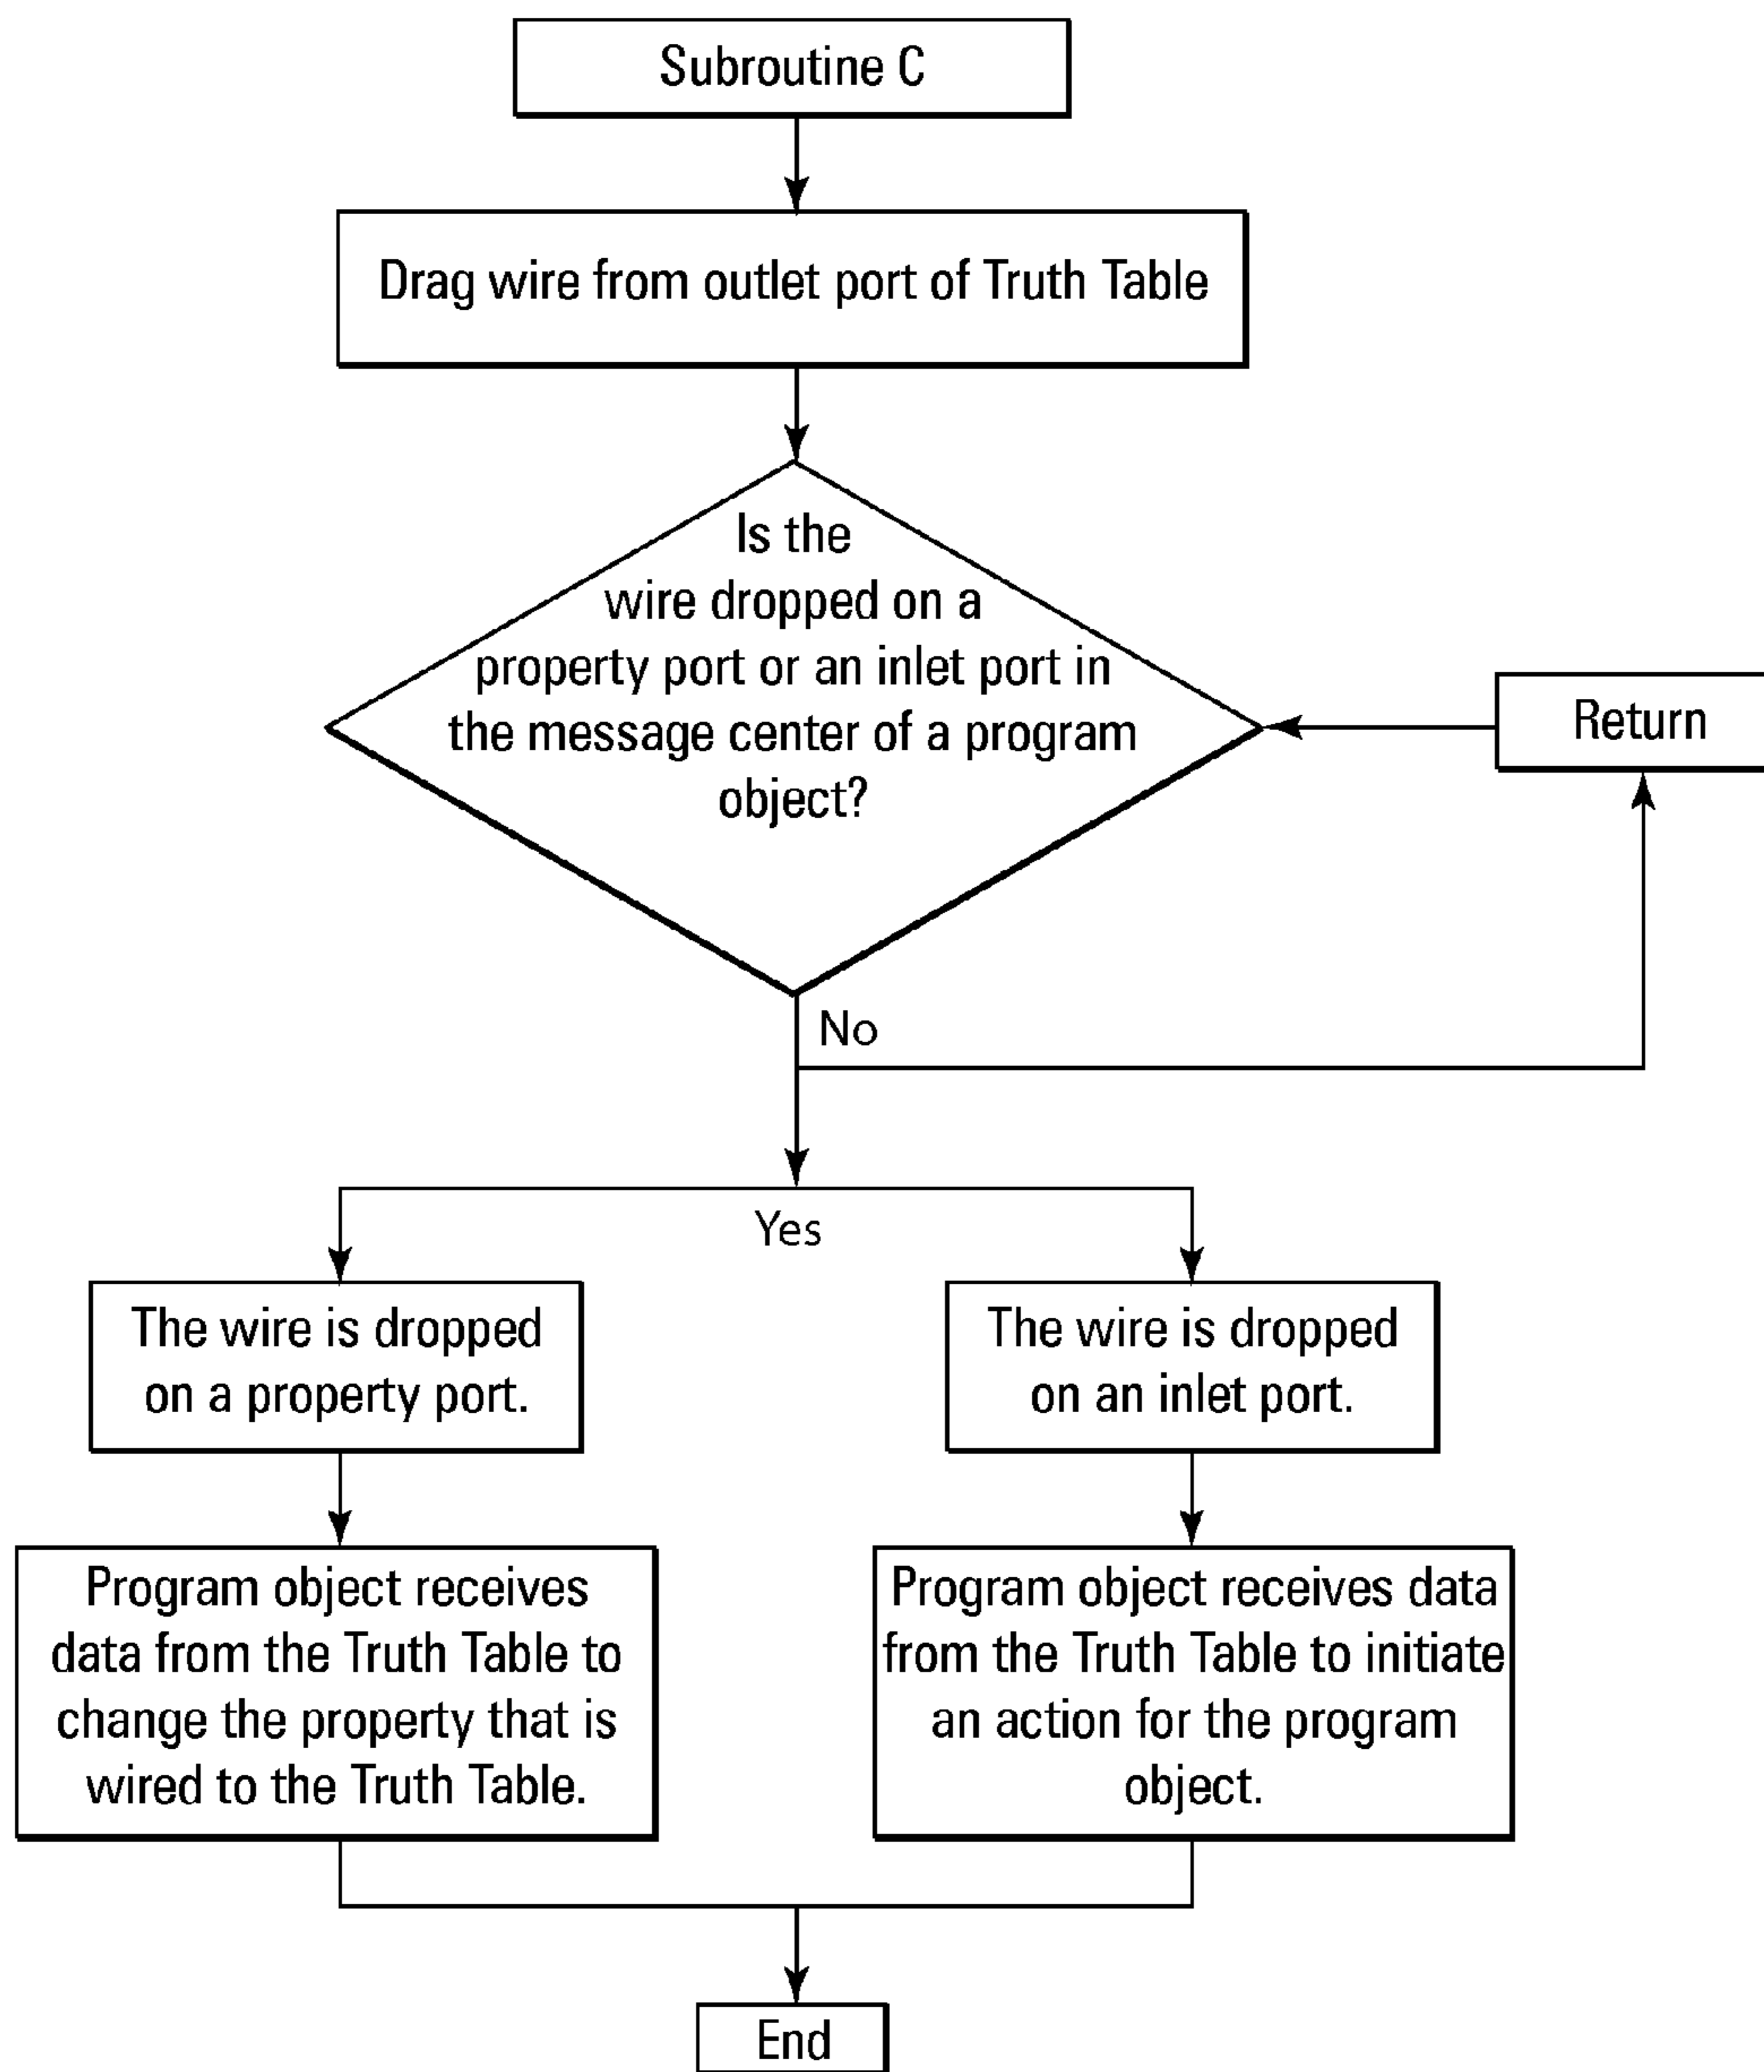 Subroutine C
Drag wire from outlet port of Truth Table
Is the
wire dropped on a
property port or an inlet port in
the message center of a program
object?
Return
No
Yes
The wire is dropped
on a property port.
The wire is dropped
on an inlet port.
Program object receives
data from the Truth Table to
change the property that is
wired to the Truth Table.
Program object receives data
from the Truth Table to initiate
an action for the program
object.
End